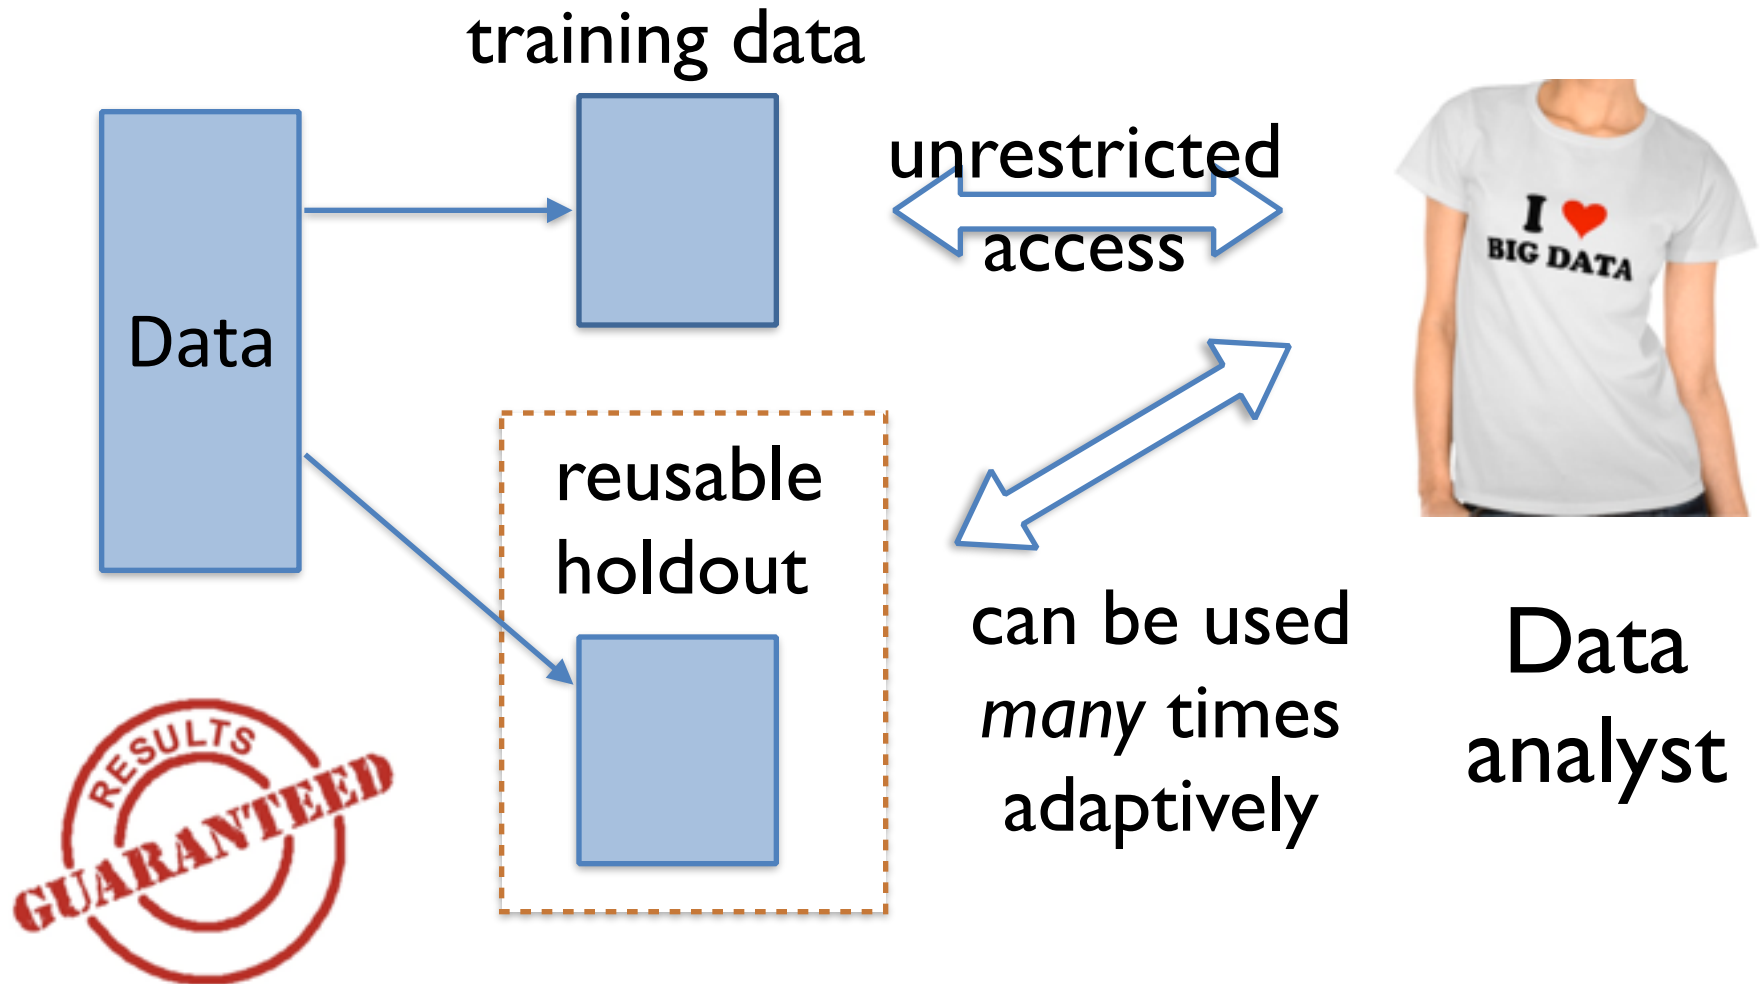 training data
Data
unrestricted
access
I ❤
BIG DATA
reusable
holdout
can be used
many times
adaptively
Data
analyst
RESULTS
GUARANTEED